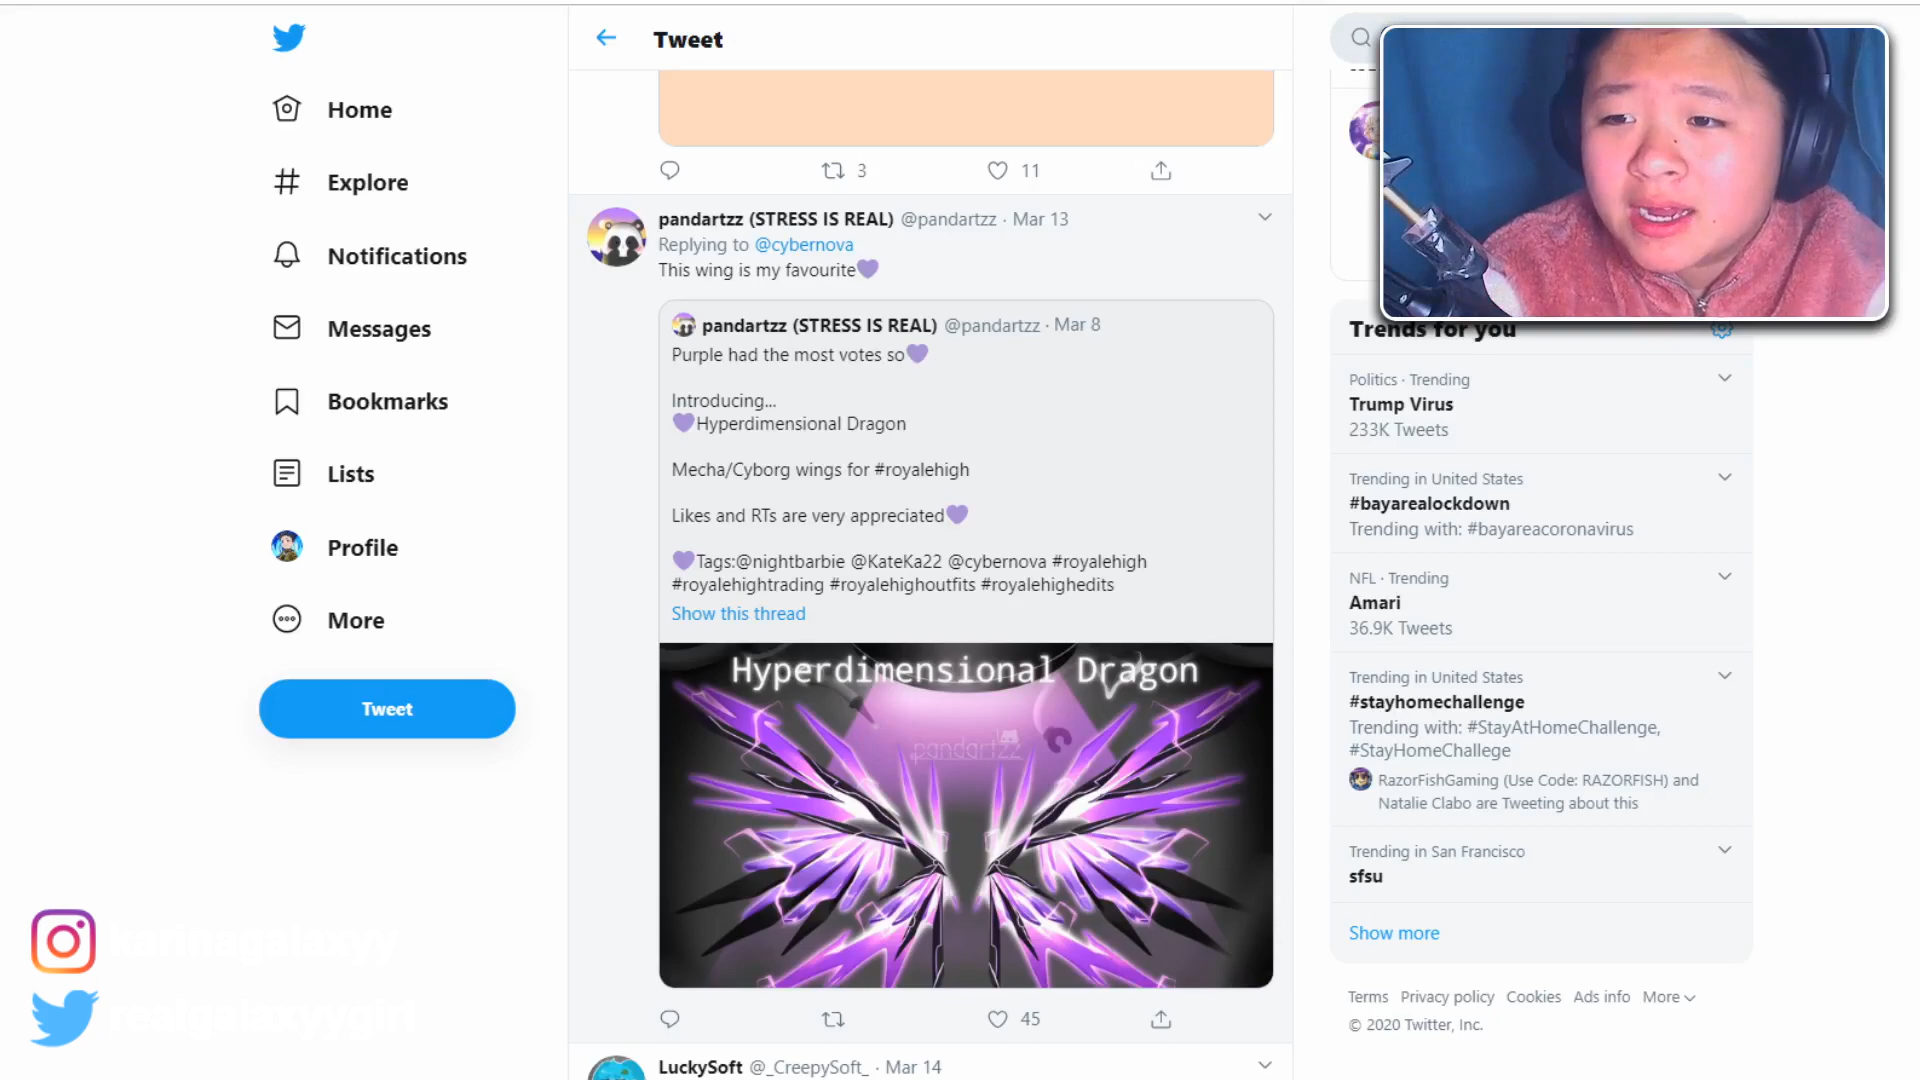 Tweet
Home
Explore
Notifications
Messages
Bookmarks
Lists
Profile
More
Tweet
karinagalaxyy
realgalaxyygirl
3
11
pandartzz (STRESS IS REAL) @pandartzz · Mar 13
Replying to @cybernova
This wing is my favourite💜
pandartzz (STRESS IS REAL) @pandartzz · Mar 8
Purple had the most votes so💜
Introducing...
💜Hyperdimensional Dragon
Mecha/Cyborg wings for #royalehigh
Likes and RTs are very appreciated💜
💜Tags:@nightbarbie @KateKa22 @cybernova #royalehigh
#royalehightrading #royalehighoutfits #royalehighedits
Show this thread
Hyperdimensional Dragon
pandartzz
45
LuckySoft @_CreepySoft_ · Mar 14
Trends for you
Politics · Trending
Trump Virus
233K Tweets
Trending in United States
#bayarealockdown
Trending with: #bayareacoronavirus
NFL · Trending
Amari
36.9K Tweets
Trending in United States
#stayhomechallenge
Trending with: #StayAtHomeChallenge,
#StayHomeChallege
RazorFishGaming (Use Code: RAZORFISH) and
Natalie Clabo are Tweeting about this
Trending in San Francisco
sfsu
Show more
Terms Privacy policy Cookies Ads info More
© 2020 Twitter, Inc.